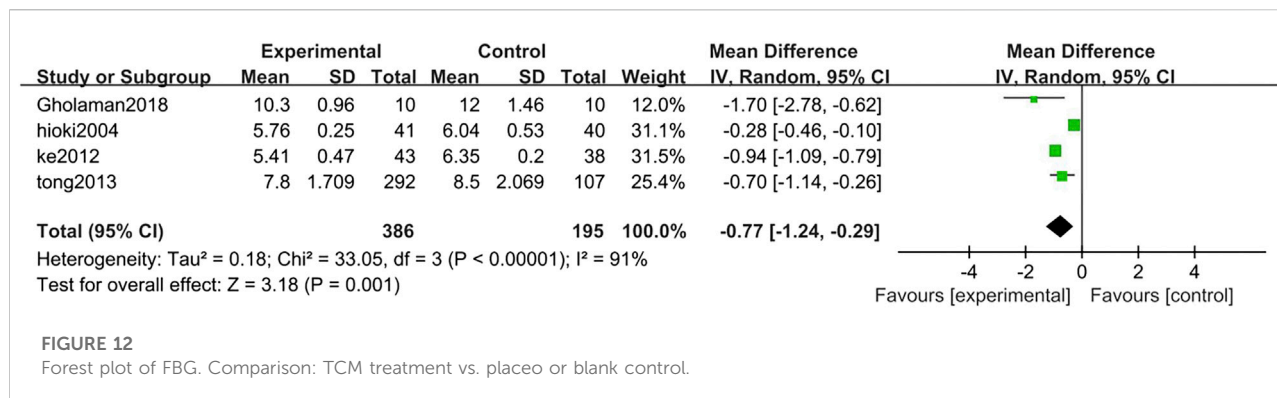 Experimental Control Mean Difference Mean Difference
Study or Subgroup Mean SD Total Mean SD Total Weight IV, Random, 95% CI IV, Random, 95% CI
Gholaman2018 10.3 0.96 10 12 1.46 10 12.0% -1.70 [-2.78, -0.62]
hioki2004 5.76 0.25 41 6.04 0.53 40 31.1% -0.28 [-0.46, -0.10]
ke2012 5.41 0.47 43 6.35 0.2 38 31.5% -0.94 [-1.09, -0.79]
tong2013 7.8 1.709 292 8.5 2.069 107 25.4% -0.70 [-1.14, -0.26]
Total (95% CI) 386 195 100.0% -0.77 [-1.24, -0.29]
Heterogeneity: Tau² = 0.18; Chi² = 33.05, df = 3 (P < 0.00001); I² = 91%
Test for overall effect: Z = 3.18 (P = 0.001)
-4 -2 0 2 4
Favours [experimental] Favours [control]
FIGURE 12
Forest plot of FBG. Comparison: TCM treatment vs. placeo or blank control.